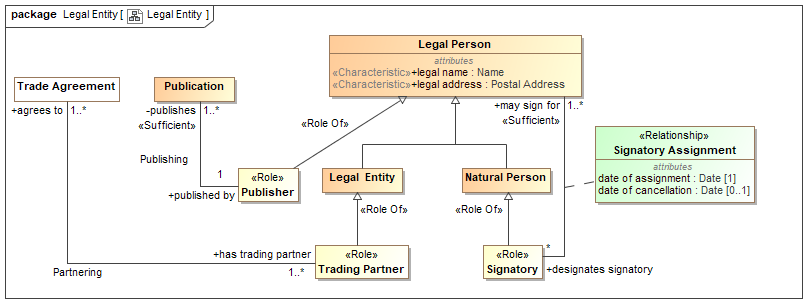 package Legal Entity [ Legal Entity ]
Legal Person
attributes
«Characteristic»+legal name : Name
«Characteristic»+legal address : Postal Address
Trade Agreement
Publication
+agrees to 1..*
-publishes 1..*
«Sufficient»
+may sign for 1..*
«Sufficient»
«Role Of»
«Relationship»
Signatory Assignment
attributes
date of assignment : Date [1]
date of cancellation : Date [0..1]
Publishing
1
+published by
«Role»
Publisher
Legal Entity
Natural Person
«Role Of»
«Role Of»
+has trading partner
Partnering
1..*
«Role»
Trading Partner
«Role»
Signatory
*
+designates signatory